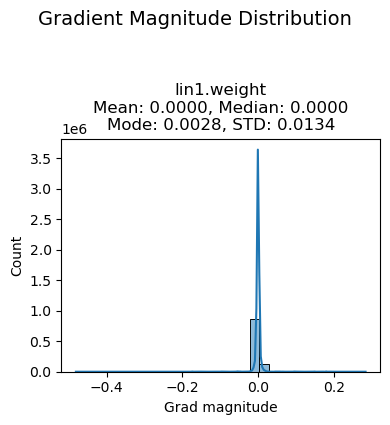 Gradient Magnitude Distribution
lin1.weight
Mean: 0.0000, Median: 0.0000
Mode: 0.0028, STD: 0.0134
1e6
3.5
3.0
2.5
2.0
1.5
1.0
0.5
0.0
Count
−0.4 −0.2 0.0 0.2
Grad magnitude